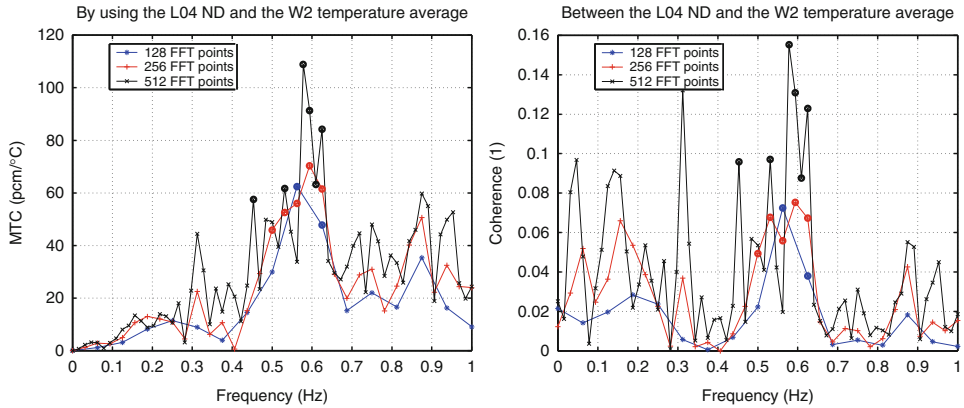 By using the L04 ND and the W2 temperature average
120
100
80
60
40
20
0
MTC (pcm/°C)
128 FFT points
256 FFT points
512 FFT points
0 0.1 0.2 0.3 0.4 0.5 0.6 0.7 0.8 0.9 1
Frequency (Hz)
Between the L04 ND and the W2 temperature average
0.16
0.14
0.12
0.1
0.08
0.06
0.04
0.02
0
Coherence (1)
128 FFT points
256 FFT points
512 FFT points
0 0.1 0.2 0.3 0.4 0.5 0.6 0.7 0.8 0.9 1
Frequency (Hz)